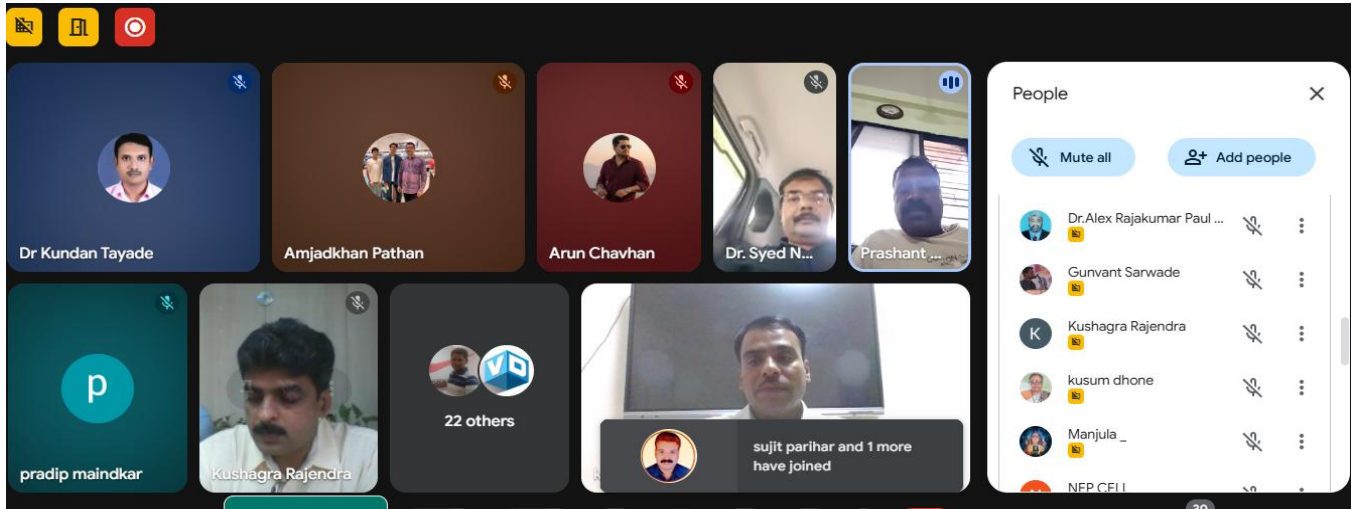 Dr Kundan Tayade
Amjadkhan Pathan
Arun Chavhan
Dr. Syed N...
Prashant ...
p
pradip maindkar
Kushagra Rajendra
22 others
sujit parihar and 1 more
have joined
People
Mute all
Add people
Dr.Alex Rajakumar Paul ...
Gunvant Sarwade
K
Kushagra Rajendra
kusum dhone
Manjula _
NEP CELL